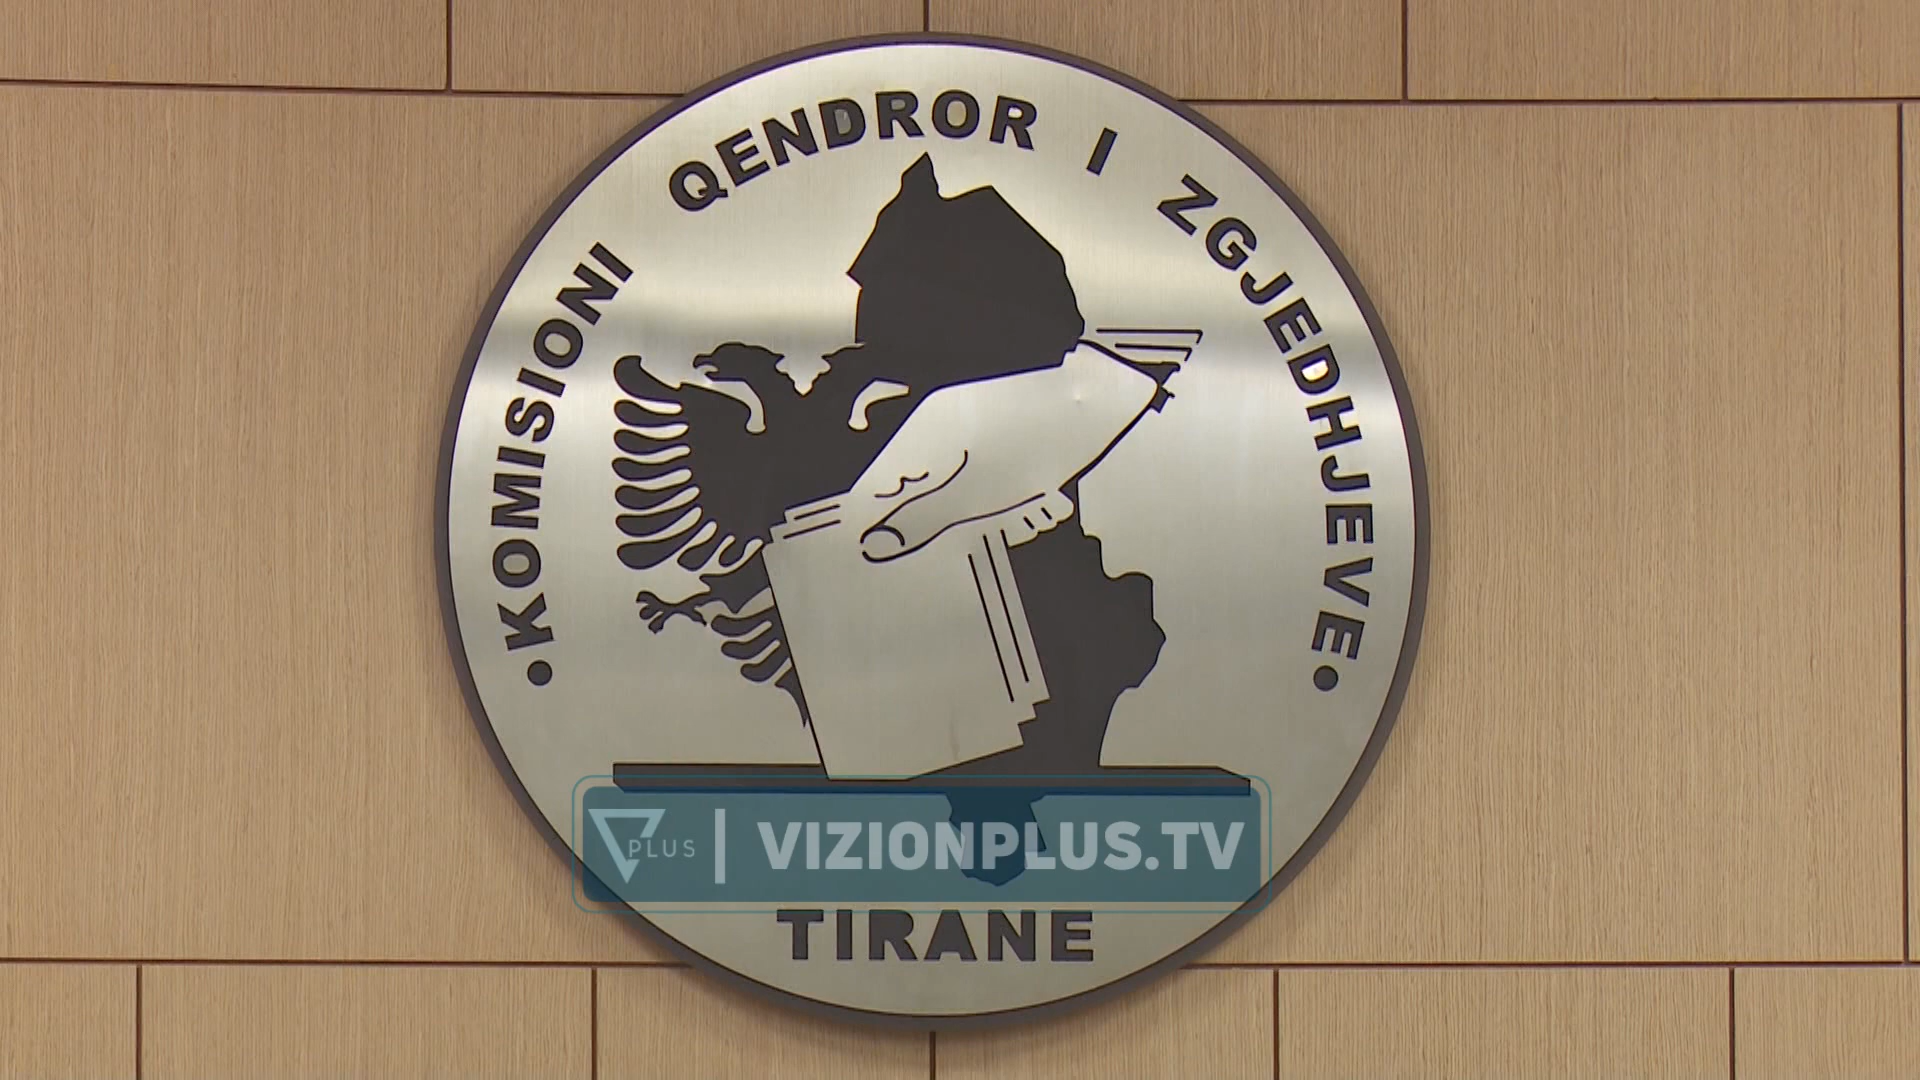 •KOMISIONI QENDROR I ZGJEDHJEVE•
PLUS | VIZIONPLUS.TV
TIRANE